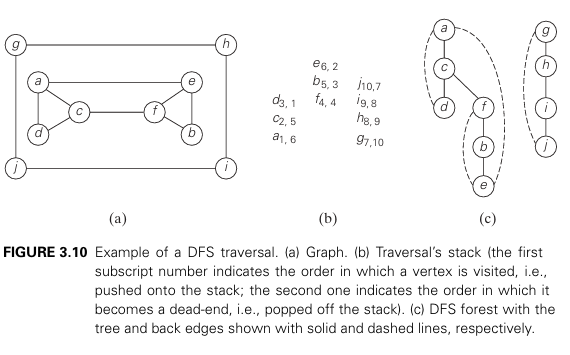 g h
a e
c f
d b
j i
e6, 2
b5, 3 j10,7
d3, 1 f4, 4 i9, 8
c2, 5 h8, 9
a1, 6 g7,10
a g
c h
d f i
b j
e
(a) (b) (c)
FIGURE 3.10 Example of a DFS traversal. (a) Graph. (b) Traversal's stack (the first
subscript number indicates the order in which a vertex is visited, i.e.,
pushed onto the stack; the second one indicates the order in which it
becomes a dead-end, i.e., popped off the stack). (c) DFS forest with the
tree and back edges shown with solid and dashed lines, respectively.